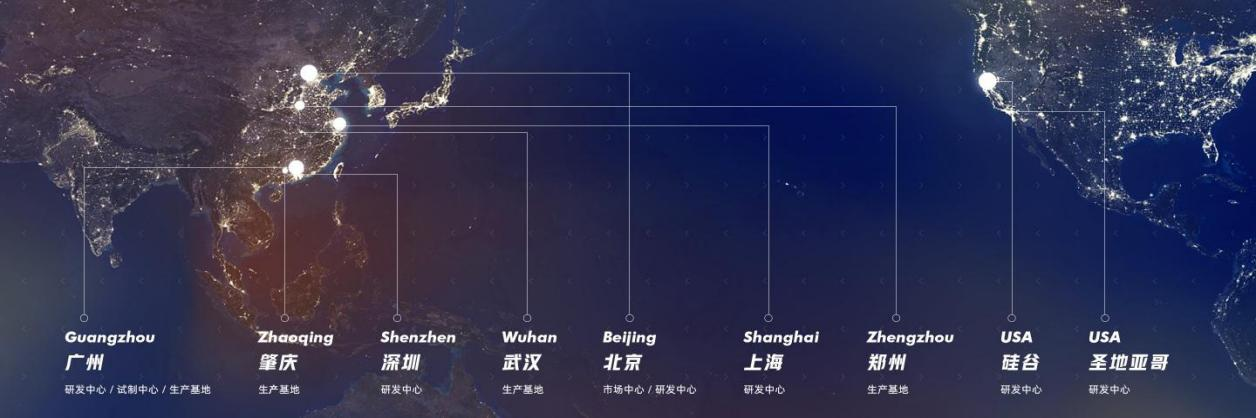 Guangzhou
广州
研发中心 / 试制中心 / 生产基地
Zhaoqing
肇庆
生产基地
Shenzhen
深圳
研发中心
Wuhan
武汉
生产基地
Beijing
北京
市场中心 / 研发中心
Shanghai
上海
研发中心
Zhengzhou
郑州
生产基地
USA
硅谷
研发中心
USA
圣地亚哥
研发中心